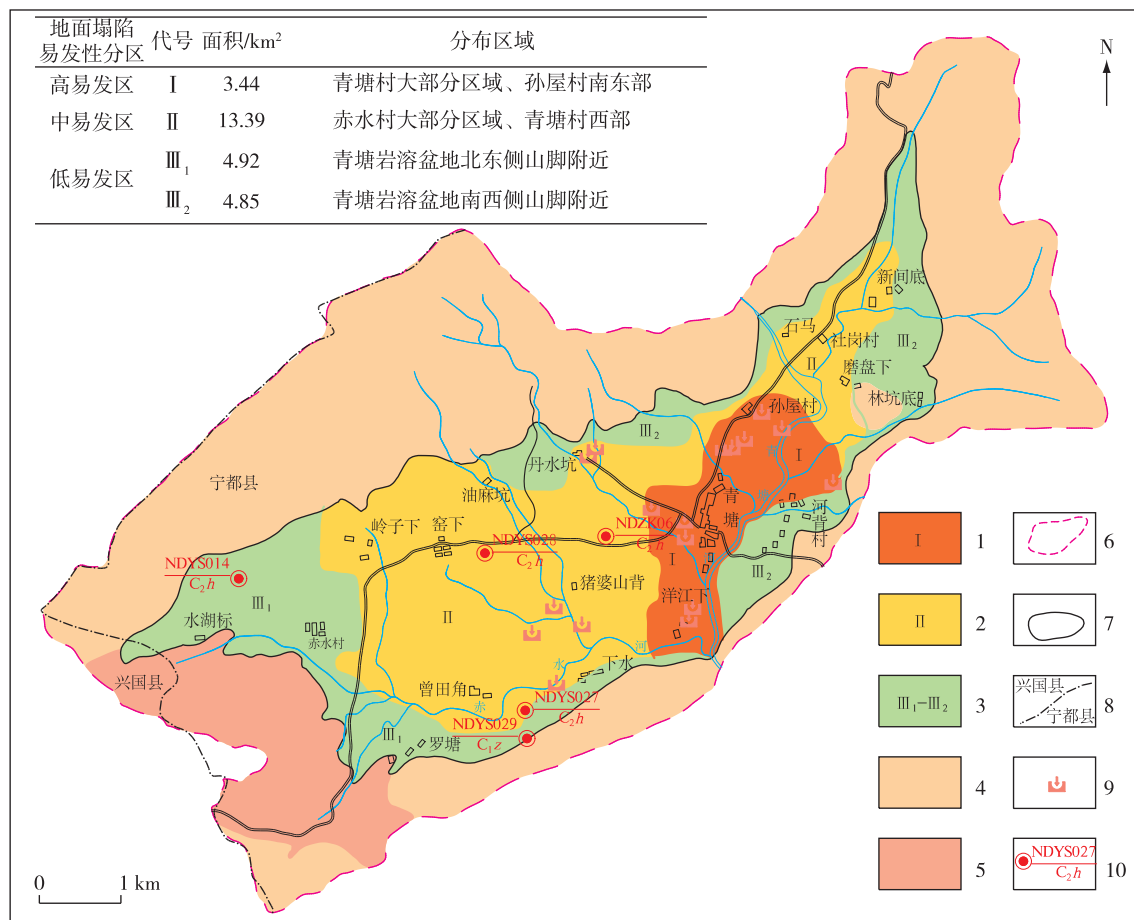 地面塌陷
易发性分区 代号 面积/km² 分布区域
高易发区 Ⅰ 3.44 青塘村大部分区域、孙屋村南东部
中易发区 Ⅱ 13.39 赤水村大部分区域、青塘村西部
低易发区
Ⅲ₁ 4.92 青塘岩溶盆地北东侧山脚附近
Ⅲ₂ 4.85 青塘岩溶盆地南西侧山脚附近
N
新间底
石马
社岗村
Ⅲ₂
Ⅱ
磨盘下
林坑底
孙屋村
Ⅲ₂
Ⅰ
丹水坑
宁都县
油麻坑
青塘
河背村
岭子下
窑下
NDZK06
C₂h
NDYS028
C₂h
Ⅰ
Ⅲ₂
NDYS014
C₂h
猪婆山背
洋江下
Ⅲ₁
Ⅱ
水湖标
赤水村
河
水
赤
下水
兴国县
曾田角
NDYS027
C₂h
NDYS029
C₁z
Ⅲ₁
罗塘
0 1 km
Ⅰ 1
6
Ⅱ 2
7
Ⅲ₁-Ⅲ₂ 3
兴国县
宁都县 8
4
9
5
NDYS027
C₂h 10